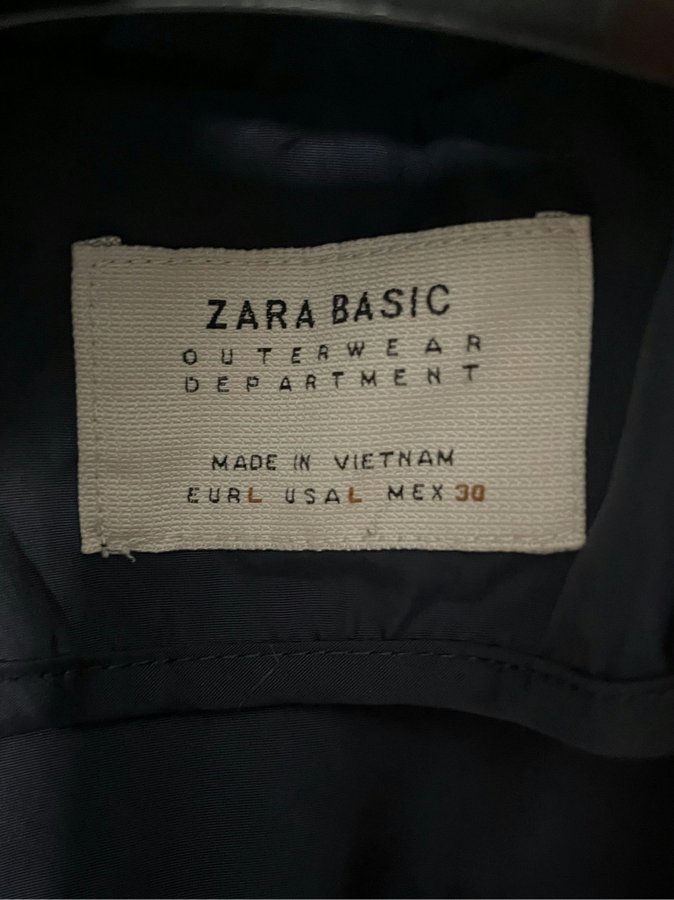 ZARA BASIC
OUTERWEAR
DEPARTMENT
MADE IN VIETNAM
EUR L USA L MEX 30